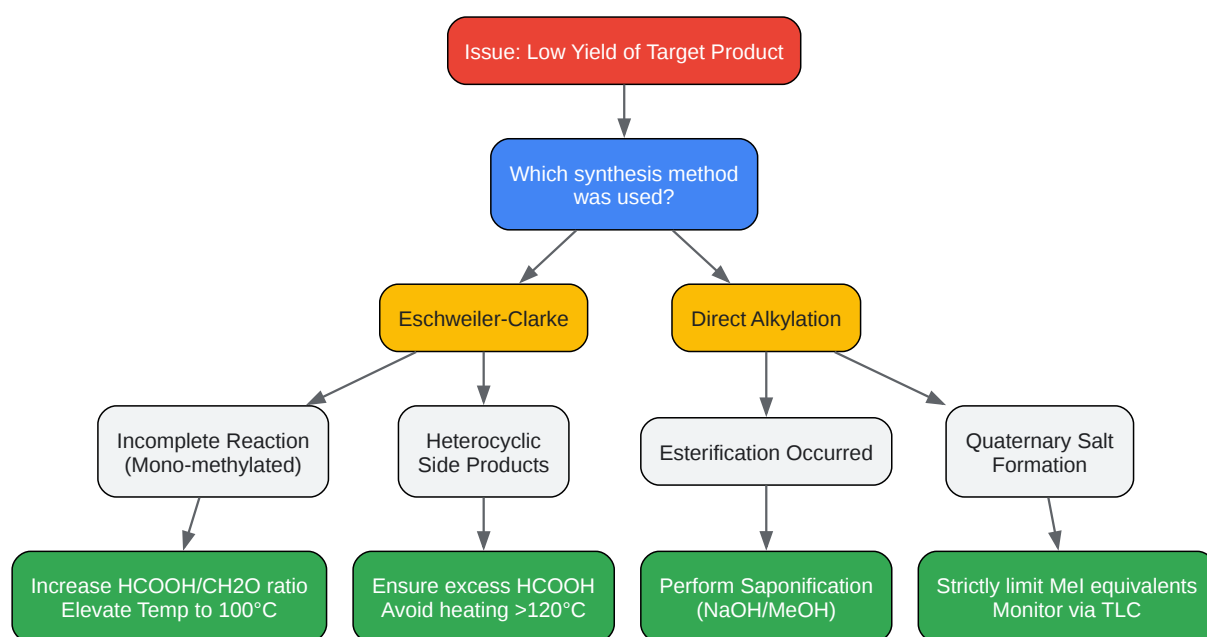 Issue: Low Yield of Target Product
Which synthesis method
was used?
Eschweiler-Clarke
Direct Alkylation
Incomplete Reaction
(Mono-methylated)
Heterocyclic
Side Products
Esterification Occurred
Quaternary Salt
Formation
Increase HCOOH/CH2O ratio
Elevate Temp to 100°C
Ensure excess HCOOH
Avoid heating >120°C
Perform Saponification
(NaOH/MeOH)
Strictly limit MeI equivalents
Monitor via TLC